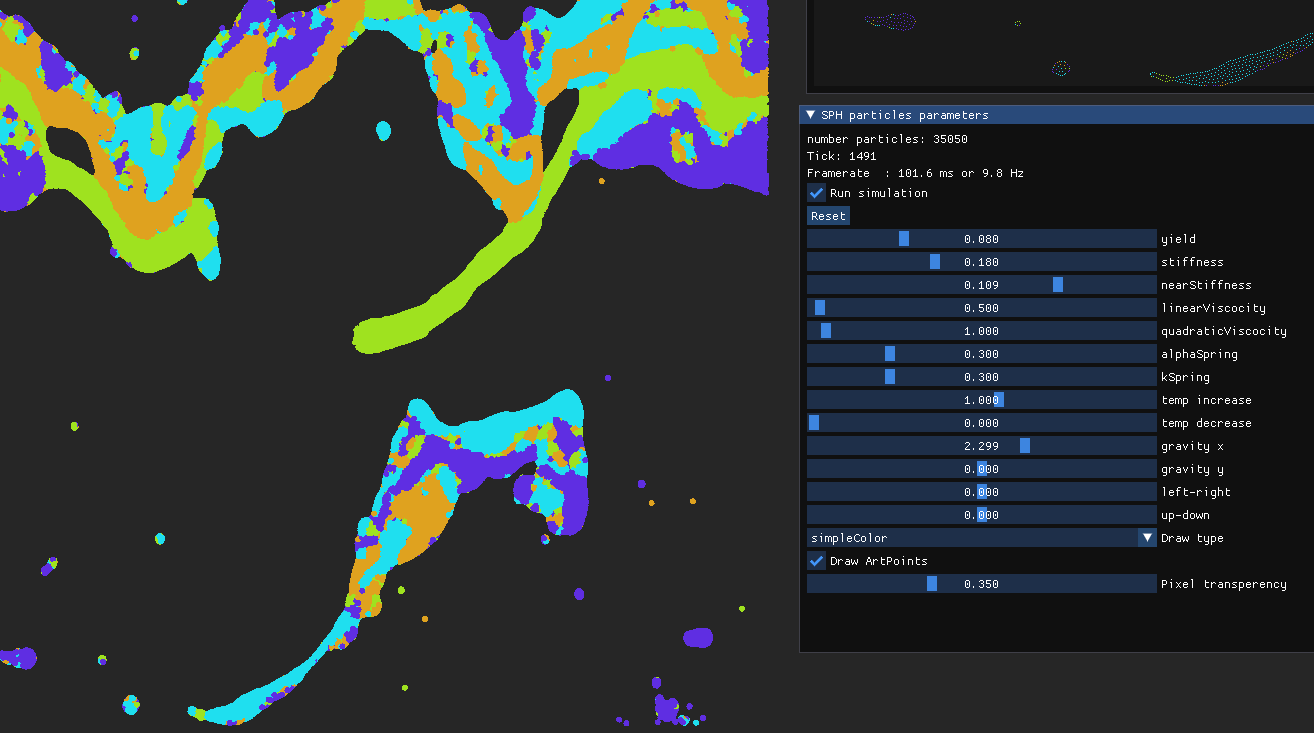 SPH particles parameters
number particles: 35050
Tick: 1491
Framerate  : 101.6 ms or 9.8 Hz
Run simulation
Reset
0.080 yield
0.180 stiffness
0.109 nearStiffness
0.500 linearViscocity
1.000 quadraticViscocity
0.300 alphaSpring
0.300 kSpring
1.000 temp increase
0.000 temp decrease
2.299 gravity x
0.000 gravity y
0.000 left-right
0.000 up-down
simpleColor Draw type
Draw ArtPoints
0.350 Pixel transperency